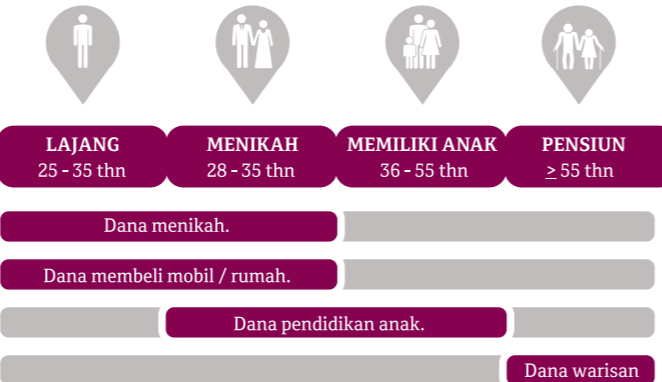 LAJANG
25 - 35 thn
MENIKAH
28 - 35 thn
MEMILIKI ANAK
36 - 55 thn
PENSIUN
≥ 55 thn
Dana menikah.
Dana membeli mobil / rumah.
Dana pendidikan anak.
Dana warisan